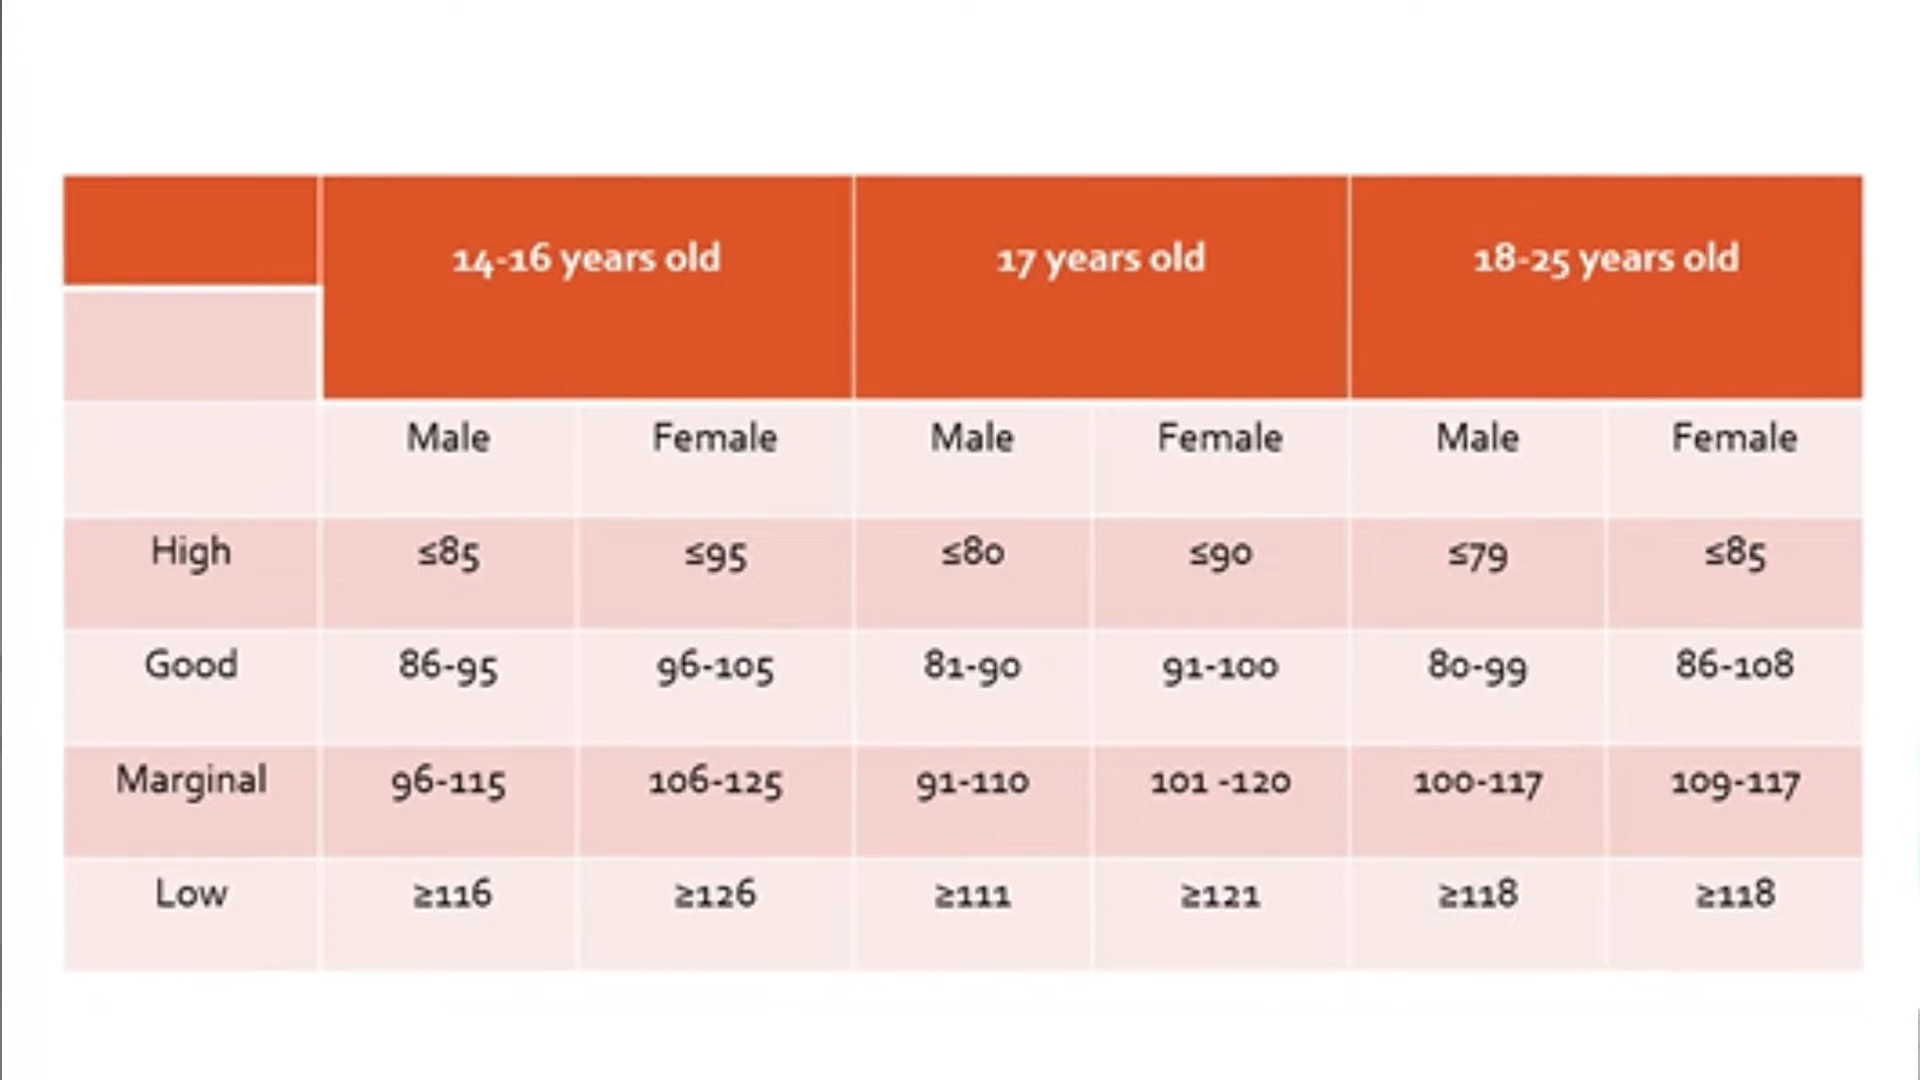 14-16 years old 17 years old 18-25 years old
Male Female Male Female Male Female
High ≤85 ≤95 ≤80 ≤90 ≤79 ≤85
Good 86-95 96-105 81-90 91-100 80-99 86-108
Marginal 96-115 106-125 91-110 101 -120 100-117 109-117
Low ≥116 ≥126 ≥111 ≥121 ≥118 ≥118